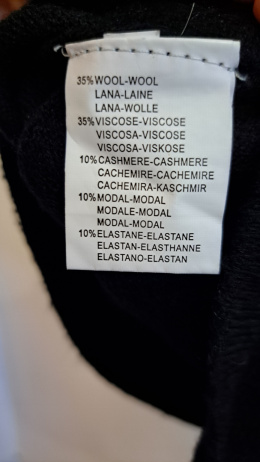 35% WOOL-WOOL
LANA-LAINE
LANA-WOLLE
35% VISCOSE-VISCOSE
VISCOSA-VISCOSE
VISCOSA-VISKOSE
10% CASHMERE-CASHMERE
CACHEMIRE-CACHEMIRE
CACHEMIRA-KASCHMIR
10% MODAL-MODAL
MODALE-MODAL
MODAL-MODAL
10% ELASTANE-ELASTANE
ELASTAN-ELASTHANNE
ELASTANO-ELASTAN